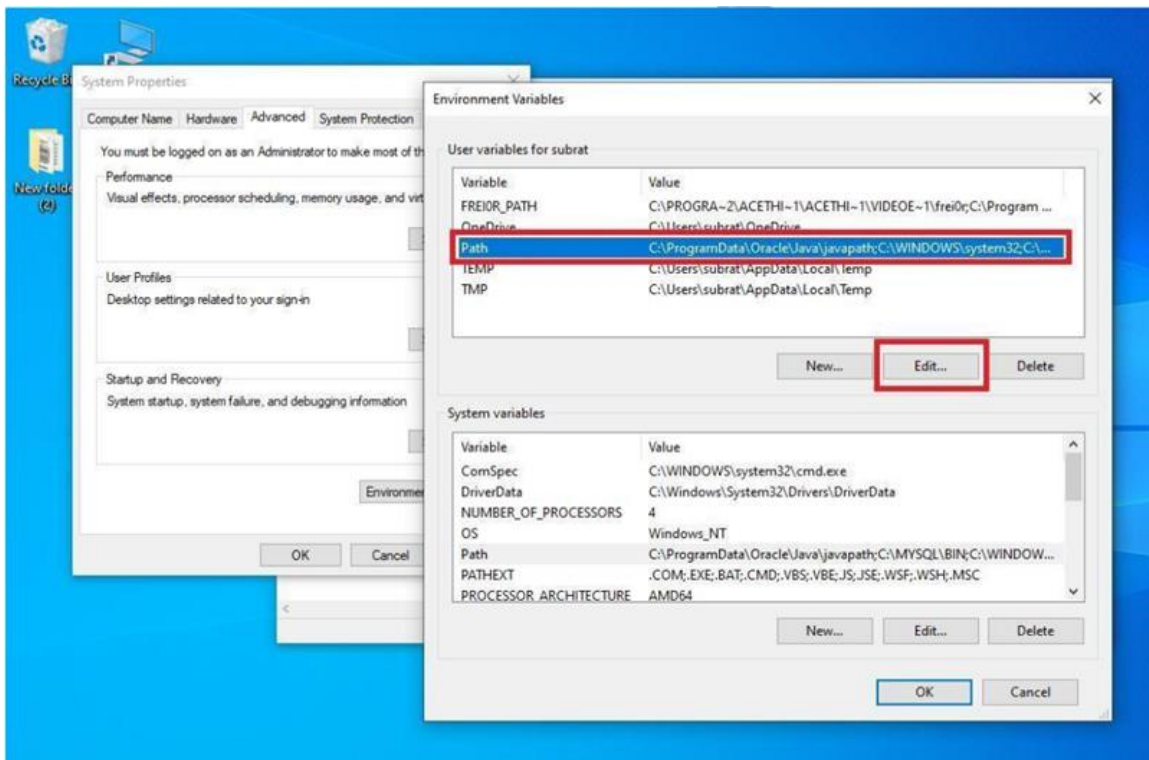 Recycle
New folde
(2)
System Properties
Computer Name Hardware Advanced System Protection
You must be logged on as an Administrator to make most of th
Performance
Visual effects, processor scheduling, memory usage, and virt
User Profiles
Desktop settings related to your sign-in
Startup and Recovery
System startup, system failure, and debugging information
Environme
OK Cancel
Environment Variables
User variables for subrat
Variable Value
FREI0R_PATH C:\PROGRA~2\ACETHI~1\ACETHI~1\VIDEOE~1\frei0r;C:\Program ...
OneDrive C:\Users\subrat\OneDrive
Path C:\ProgramData\Oracle\Java\javapath;C:\WINDOWS\system32;C:\...
TEMP C:\Users\subrat\AppData\Local\Temp
TMP C:\Users\subrat\AppData\Local\Temp
New... Edit... Delete
System variables
Variable Value
ComSpec C:\WINDOWS\system32\cmd.exe
DriverData C:\Windows\System32\Drivers\DriverData
NUMBER_OF_PROCESSORS 4
OS Windows_NT
Path C:\ProgramData\Oracle\Java\javapath;C:\MYSQL\BIN;C:\WINDOW...
PATHEXT .COM;.EXE;.BAT;.CMD;.VBS;.VBE;.JS;.JSE;.WSF;.WSH;.MSC
PROCESSOR_ARCHITECTURE AMD64
New... Edit... Delete
OK Cancel